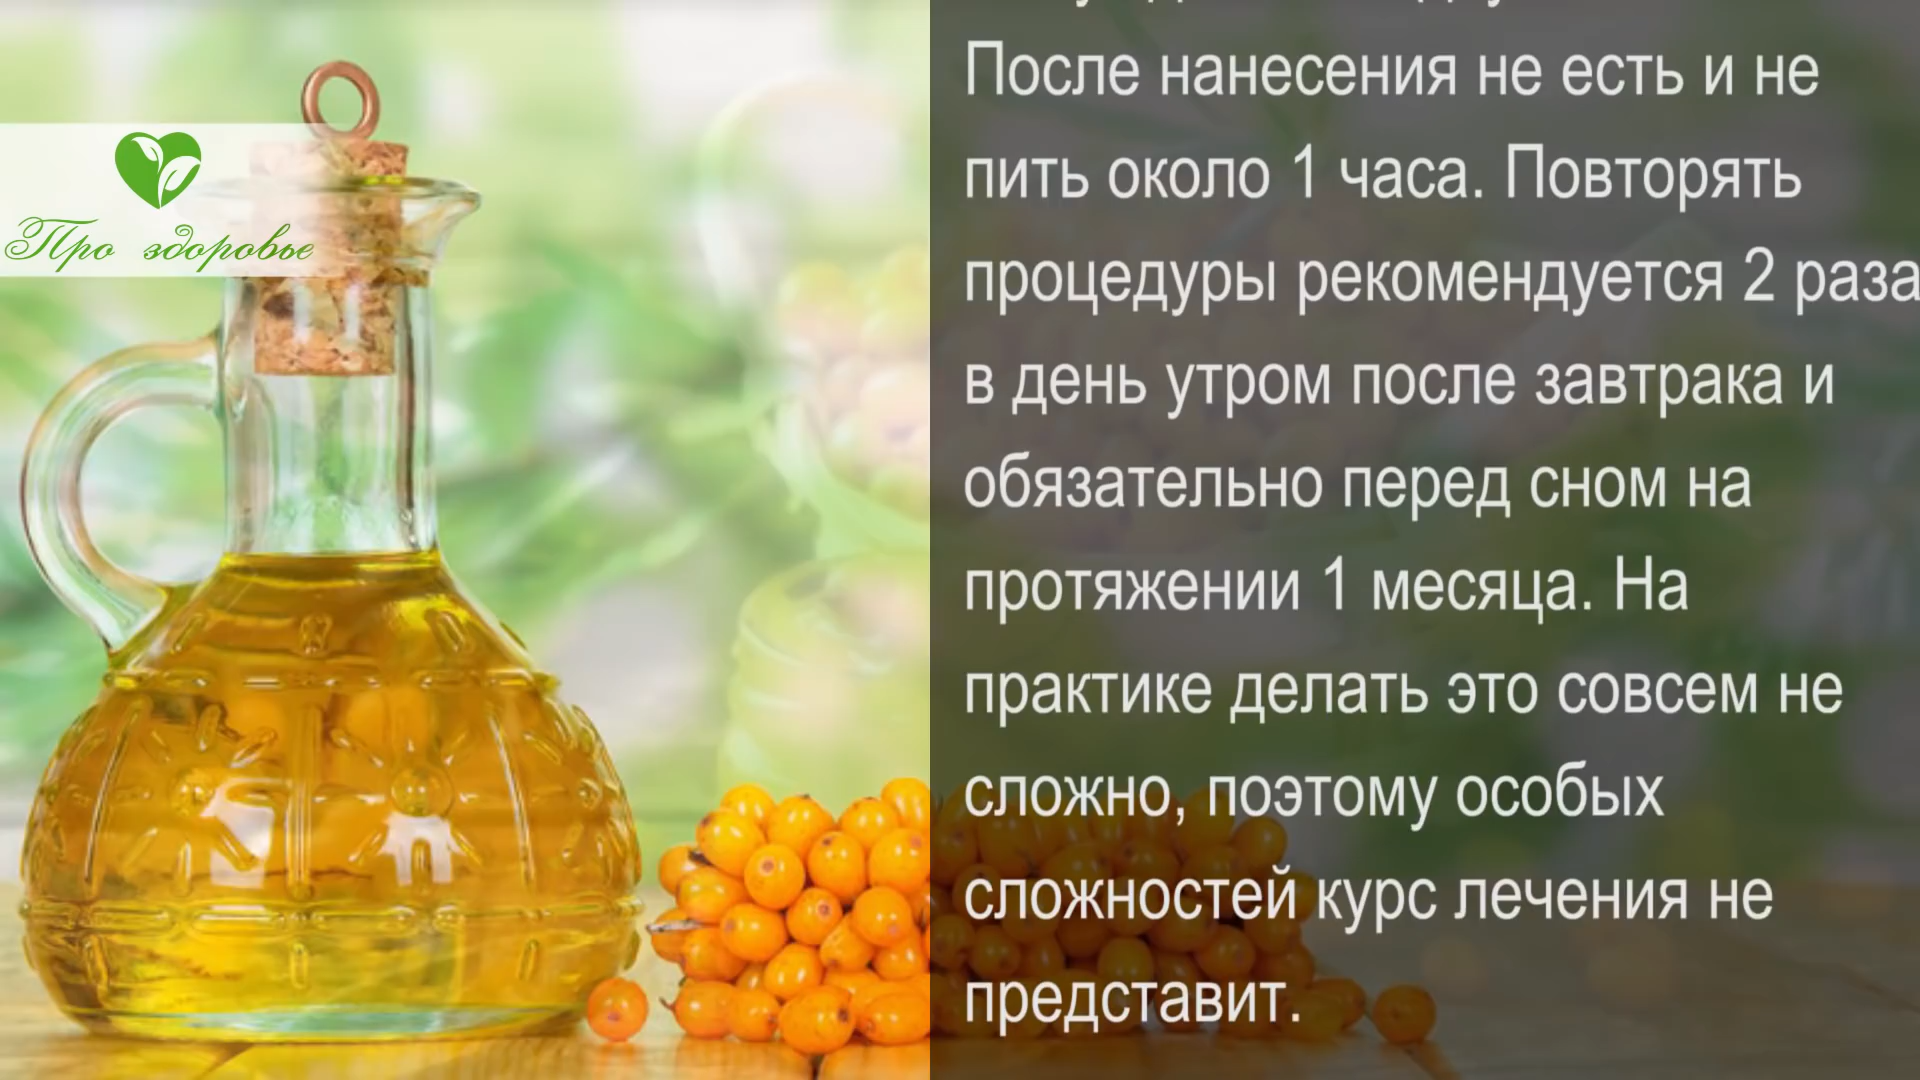 Про здоровье
После нанесения не есть и не
пить около 1 часа. Повторять
процедуры рекомендуется 2 раза
в день утром после завтрака и
обязательно перед сном на
протяжении 1 месяца. На
практике делать это совсем не
сложно, поэтому особых
сложностей курс лечения не
представит.